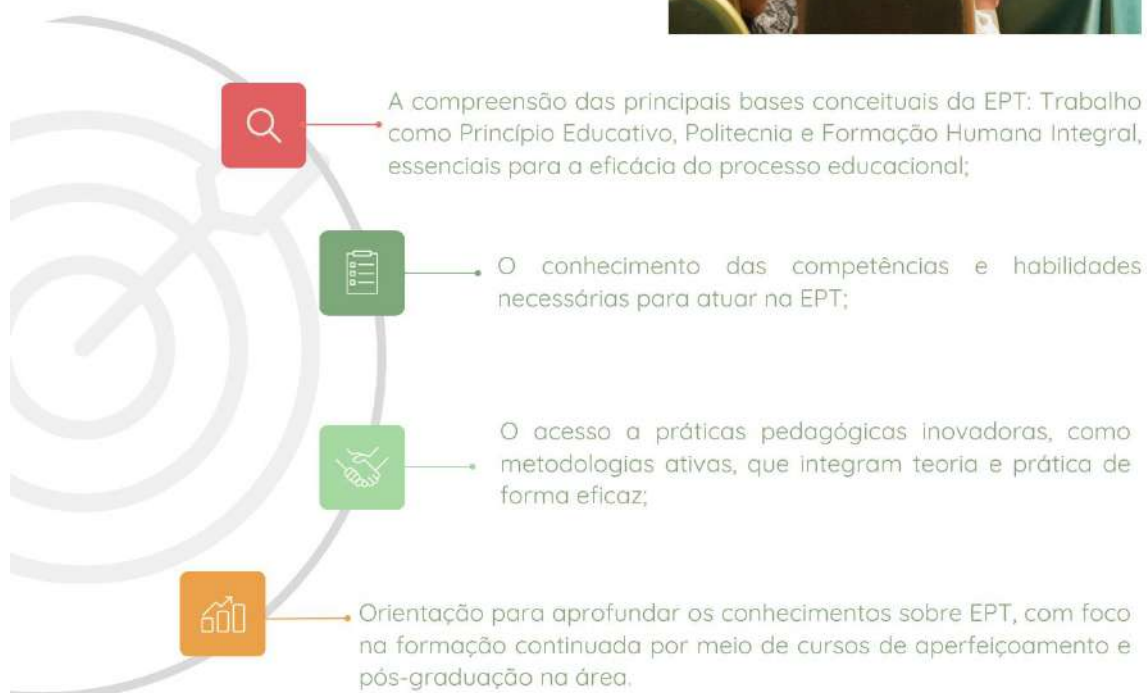 A compreensão das principais bases conceituais da EPT: Trabalho
como Princípio Educativo, Politecnia e Formação Humana Integral,
essenciais para a eficácia do processo educacional;
O conhecimento das competências e habilidades
necessárias para atuar na EPT;
O acesso a práticas pedagógicas inovadoras, como
metodologias ativas, que integram teoria e prática de
forma eficaz;
Orientação para aprofundar os conhecimentos sobre EPT, com foco
na formação continuada por meio de cursos de aperfeiçoamento e
pós-graduação na área.